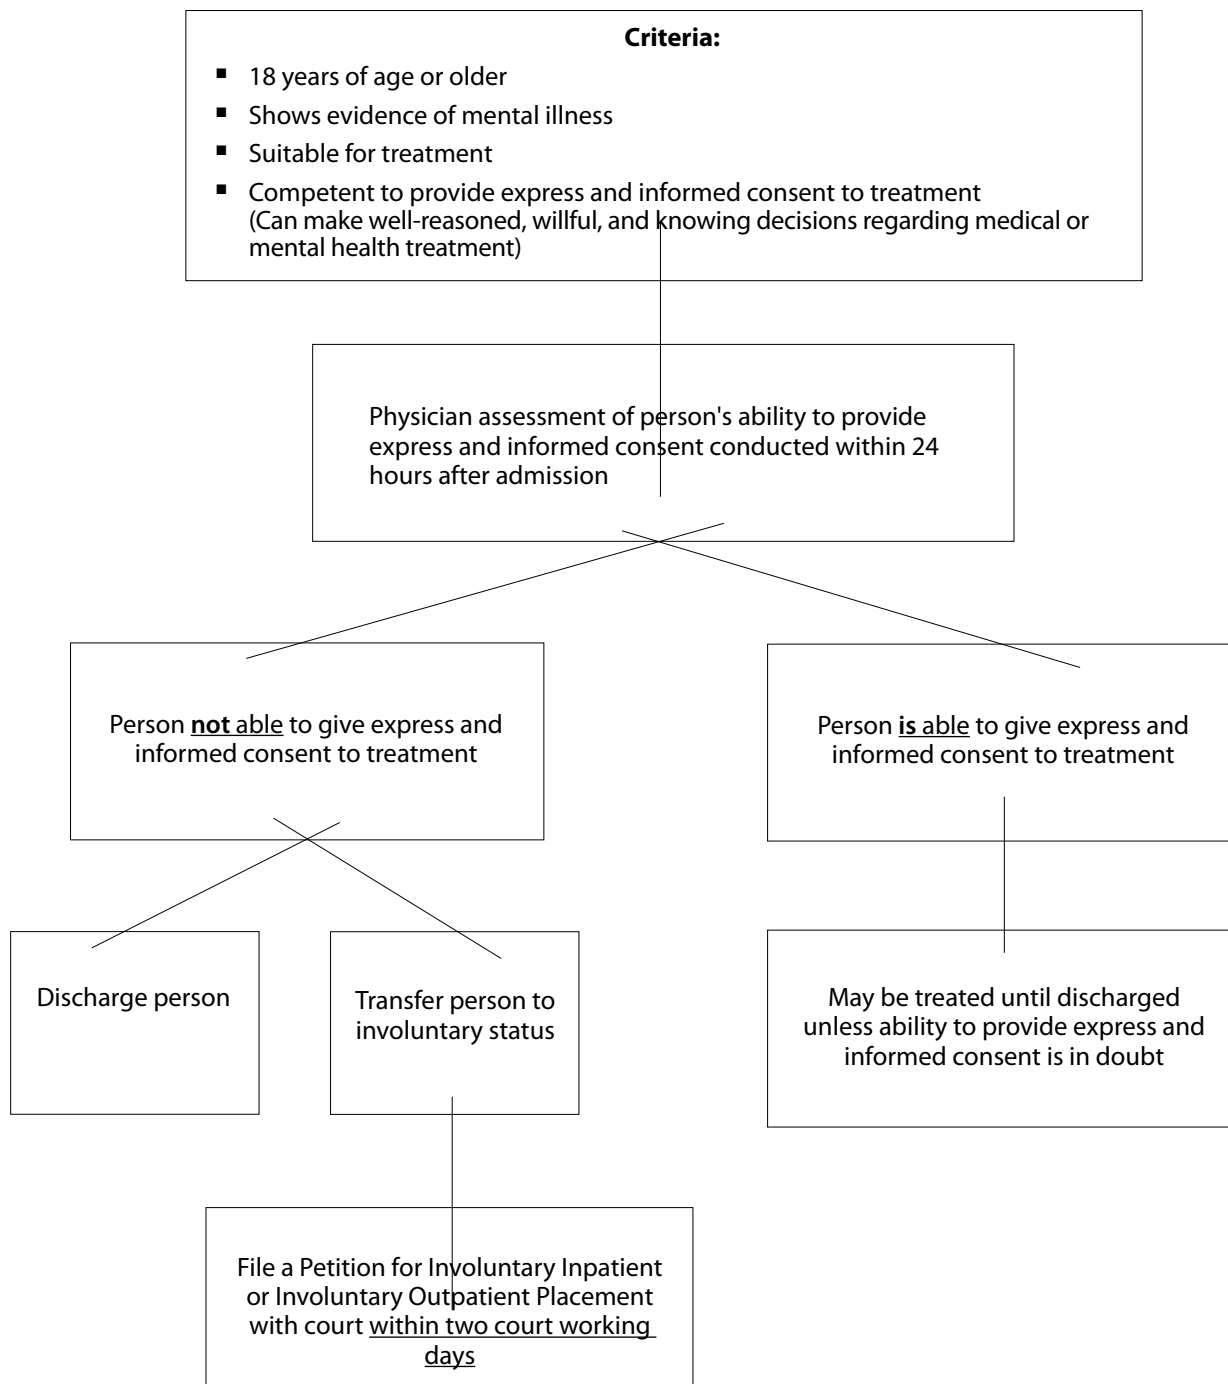 Criteria:
▪ 18 years of age or older
▪ Shows evidence of mental illness
▪ Suitable for treatment
▪ Competent to provide express and informed consent to treatment
(Can make well-reasoned, willful, and knowing decisions regarding medical or
mental health treatment)
Physician assessment of person's ability to provide
express and informed consent conducted within 24
hours after admission
Person not able to give express and
informed consent to treatment
Person is able to give express and
informed consent to treatment
Discharge person
Transfer person to
involuntary status
May be treated until discharged
unless ability to provide express and
informed consent is in doubt
File a Petition for Involuntary Inpatient
or Involuntary Outpatient Placement
with court within two court working
days